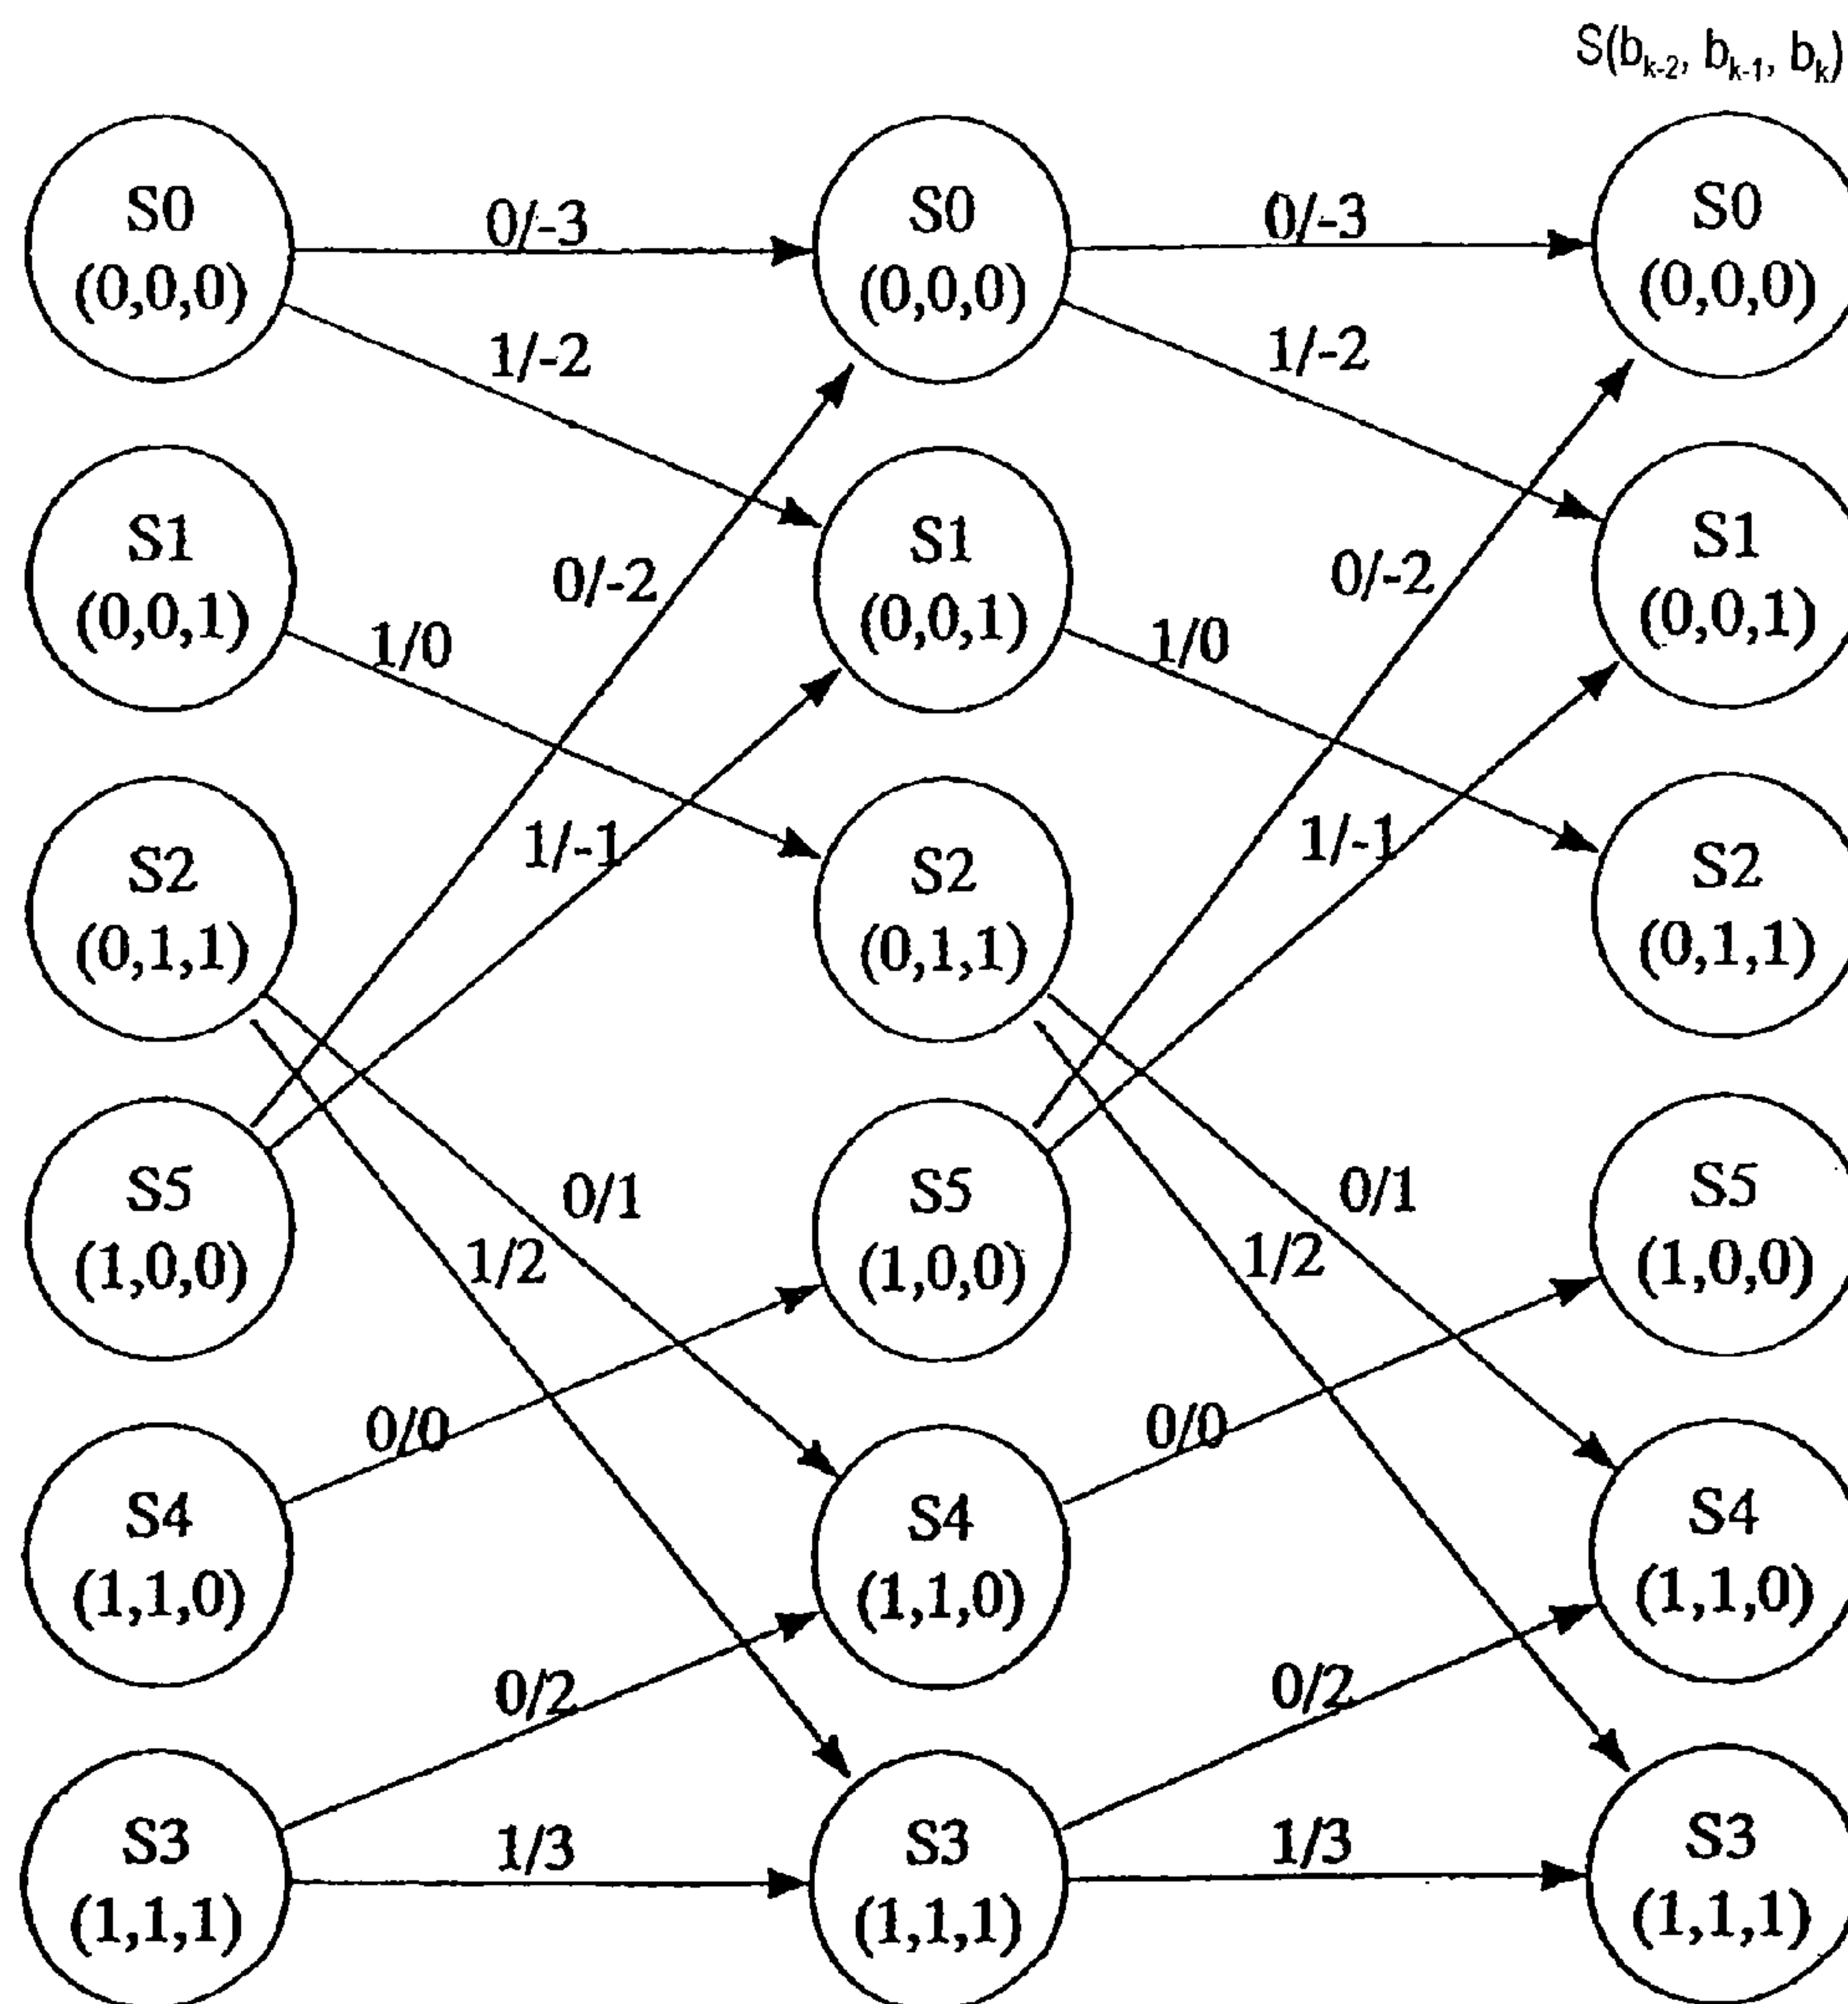 S(b_{k-2}, b_{k-1}, b_k)
S0
(0,0,0)
0/-3
S0
(0,0,0)
0/-3
S0
(0,0,0)
1/-2
1/-2
S1
(0,0,1)
0/-2
S1
(0,0,1)
0/-2
S1
(0,0,1)
1/0
1/0
S2
(0,1,1)
1/-1
S2
(0,1,1)
1/-1
S2
(0,1,1)
S5
(1,0,0)
0/1
1/2
S5
(1,0,0)
0/1
1/2
S5
(1,0,0)
0/0
0/0
S4
(1,1,0)
S4
(1,1,0)
S4
(1,1,0)
0/2
0/2
S3
(1,1,1)
1/3
S3
(1,1,1)
1/3
S3
(1,1,1)